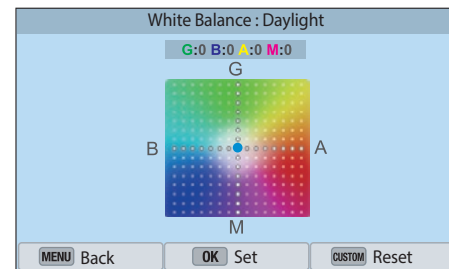 White Balance : Daylight
G:0 B:0 A:0 M:0
G
B A
M
MENU Back OK Set CUSTOM Reset